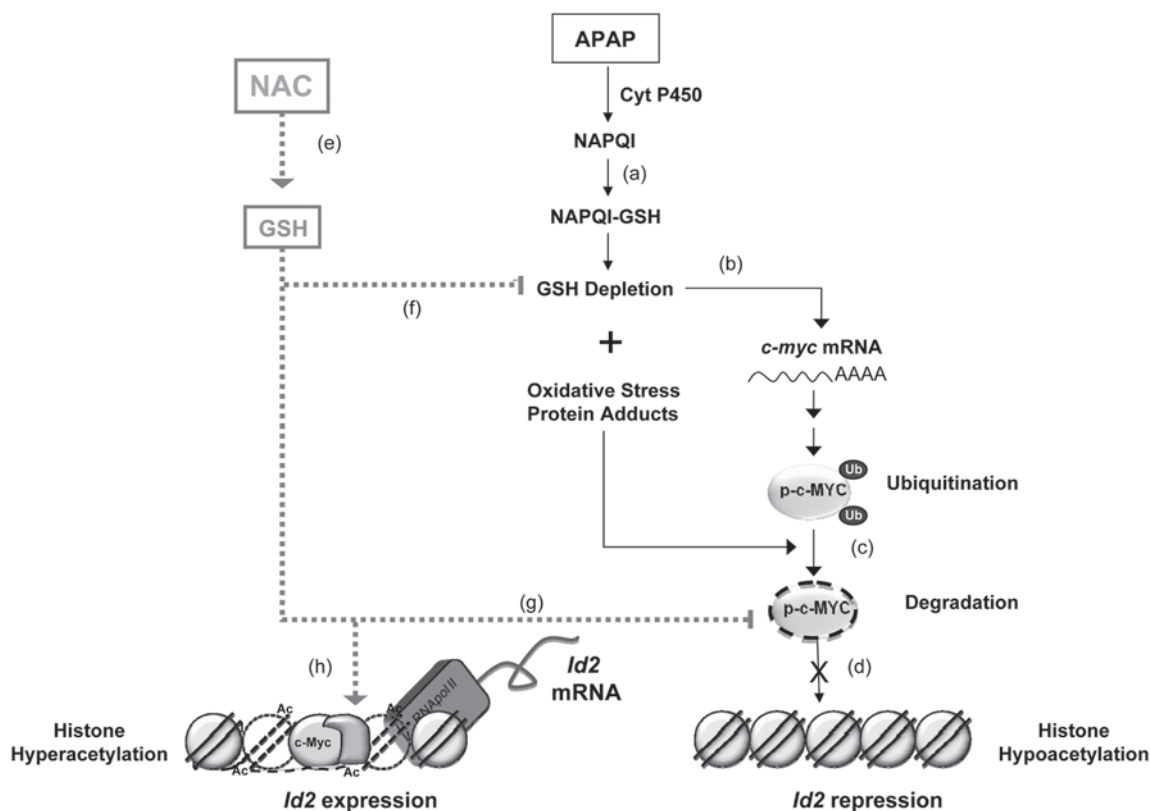 APAP
NAC
Cyt P450
(e)
NAPQI
(a)
GSH
NAPQI-GSH
(b)
GSH Depletion
(f)
+
c-myc mRNA
AAAA
Oxidative Stress
Protein Adducts
Ub
p-c-MYC
Ubiquitination
Ub
(c)
(g)
p-c-MYC
Degradation
(h)
Id2
mRNA
(d)
X
RNApol II
Ac
Ac
Histone
Hyperacetylation
c-Myc
Ac
Ac
Histone
Hypoacetylation
Id2 expression
Id2 repression